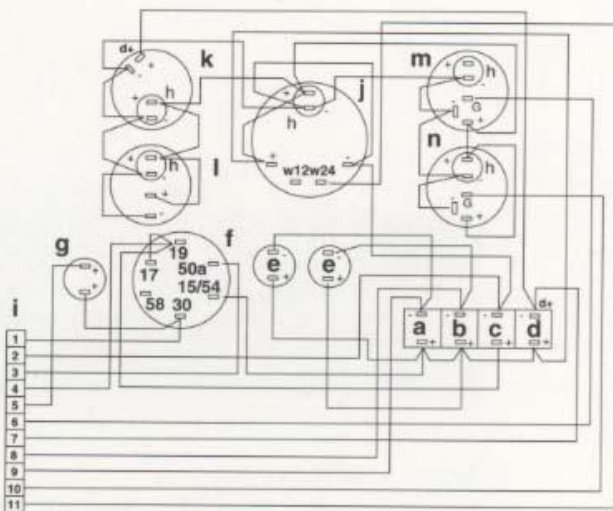 d+ + -
k
h
+ -
j
+ -
h
w12w24
+ -
m
+ -
h
G
- +
n
+ -
h
G
- +
l
+ -
h
+
-
g
+
+
f
19
17
50a
15/54
58
30
e
- +
e
- +
i
1
2
3
4
5
6
7
8
9
10
11
- a +
- b +
- c +
- d +
d+